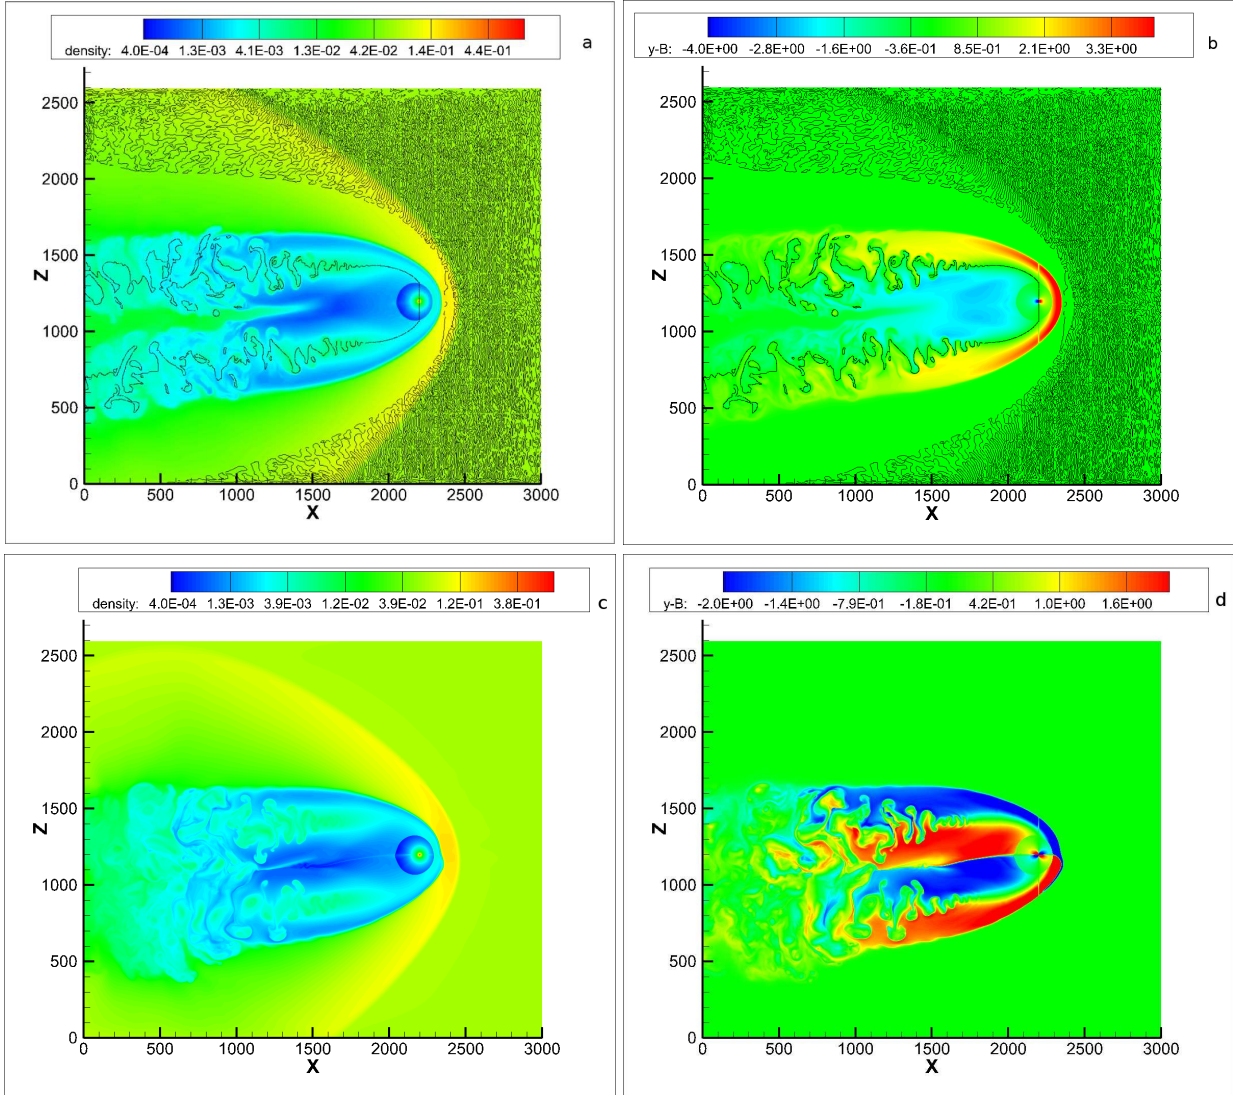 density: 4.0E-04 1.3E-03 4.1E-03 1.3E-02 4.2E-02 1.4E-01 4.4E-01
a
2500
2000
1500
Z
1000
500
0
0 500 1000 1500 2000 2500 3000
X
y-B: -4.0E+00 -2.8E+00 -1.6E+00 -3.6E-01 8.5E-01 2.1E+00 3.3E+00
b
2500
2000
1500
Z
1000
500
0
0 500 1000 1500 2000 2500 3000
X
density: 4.0E-04 1.3E-03 3.9E-03 1.2E-02 3.9E-02 1.2E-01 3.8E-01
c
2500
2000
1500
Z
1000
500
0
0 500 1000 1500 2000 2500 3000
X
y-B: -2.0E+00 -1.4E+00 -7.9E-01 -1.8E-01 4.2E-01 1.0E+00 1.6E+00
d
2500
2000
1500
Z
1000
500
0
0 500 1000 1500 2000 2500 3000
X